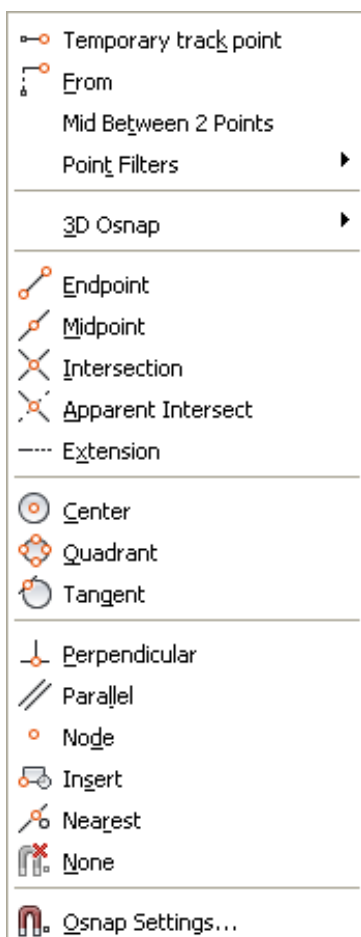 Temporary track point
From
Mid Between 2 Points
Point Filters
3D Osnap
Endpoint
Midpoint
Intersection
Apparent Intersect
Extension
Center
Quadrant
Tangent
Perpendicular
Parallel
Node
Insert
Nearest
None
Osnap Settings...